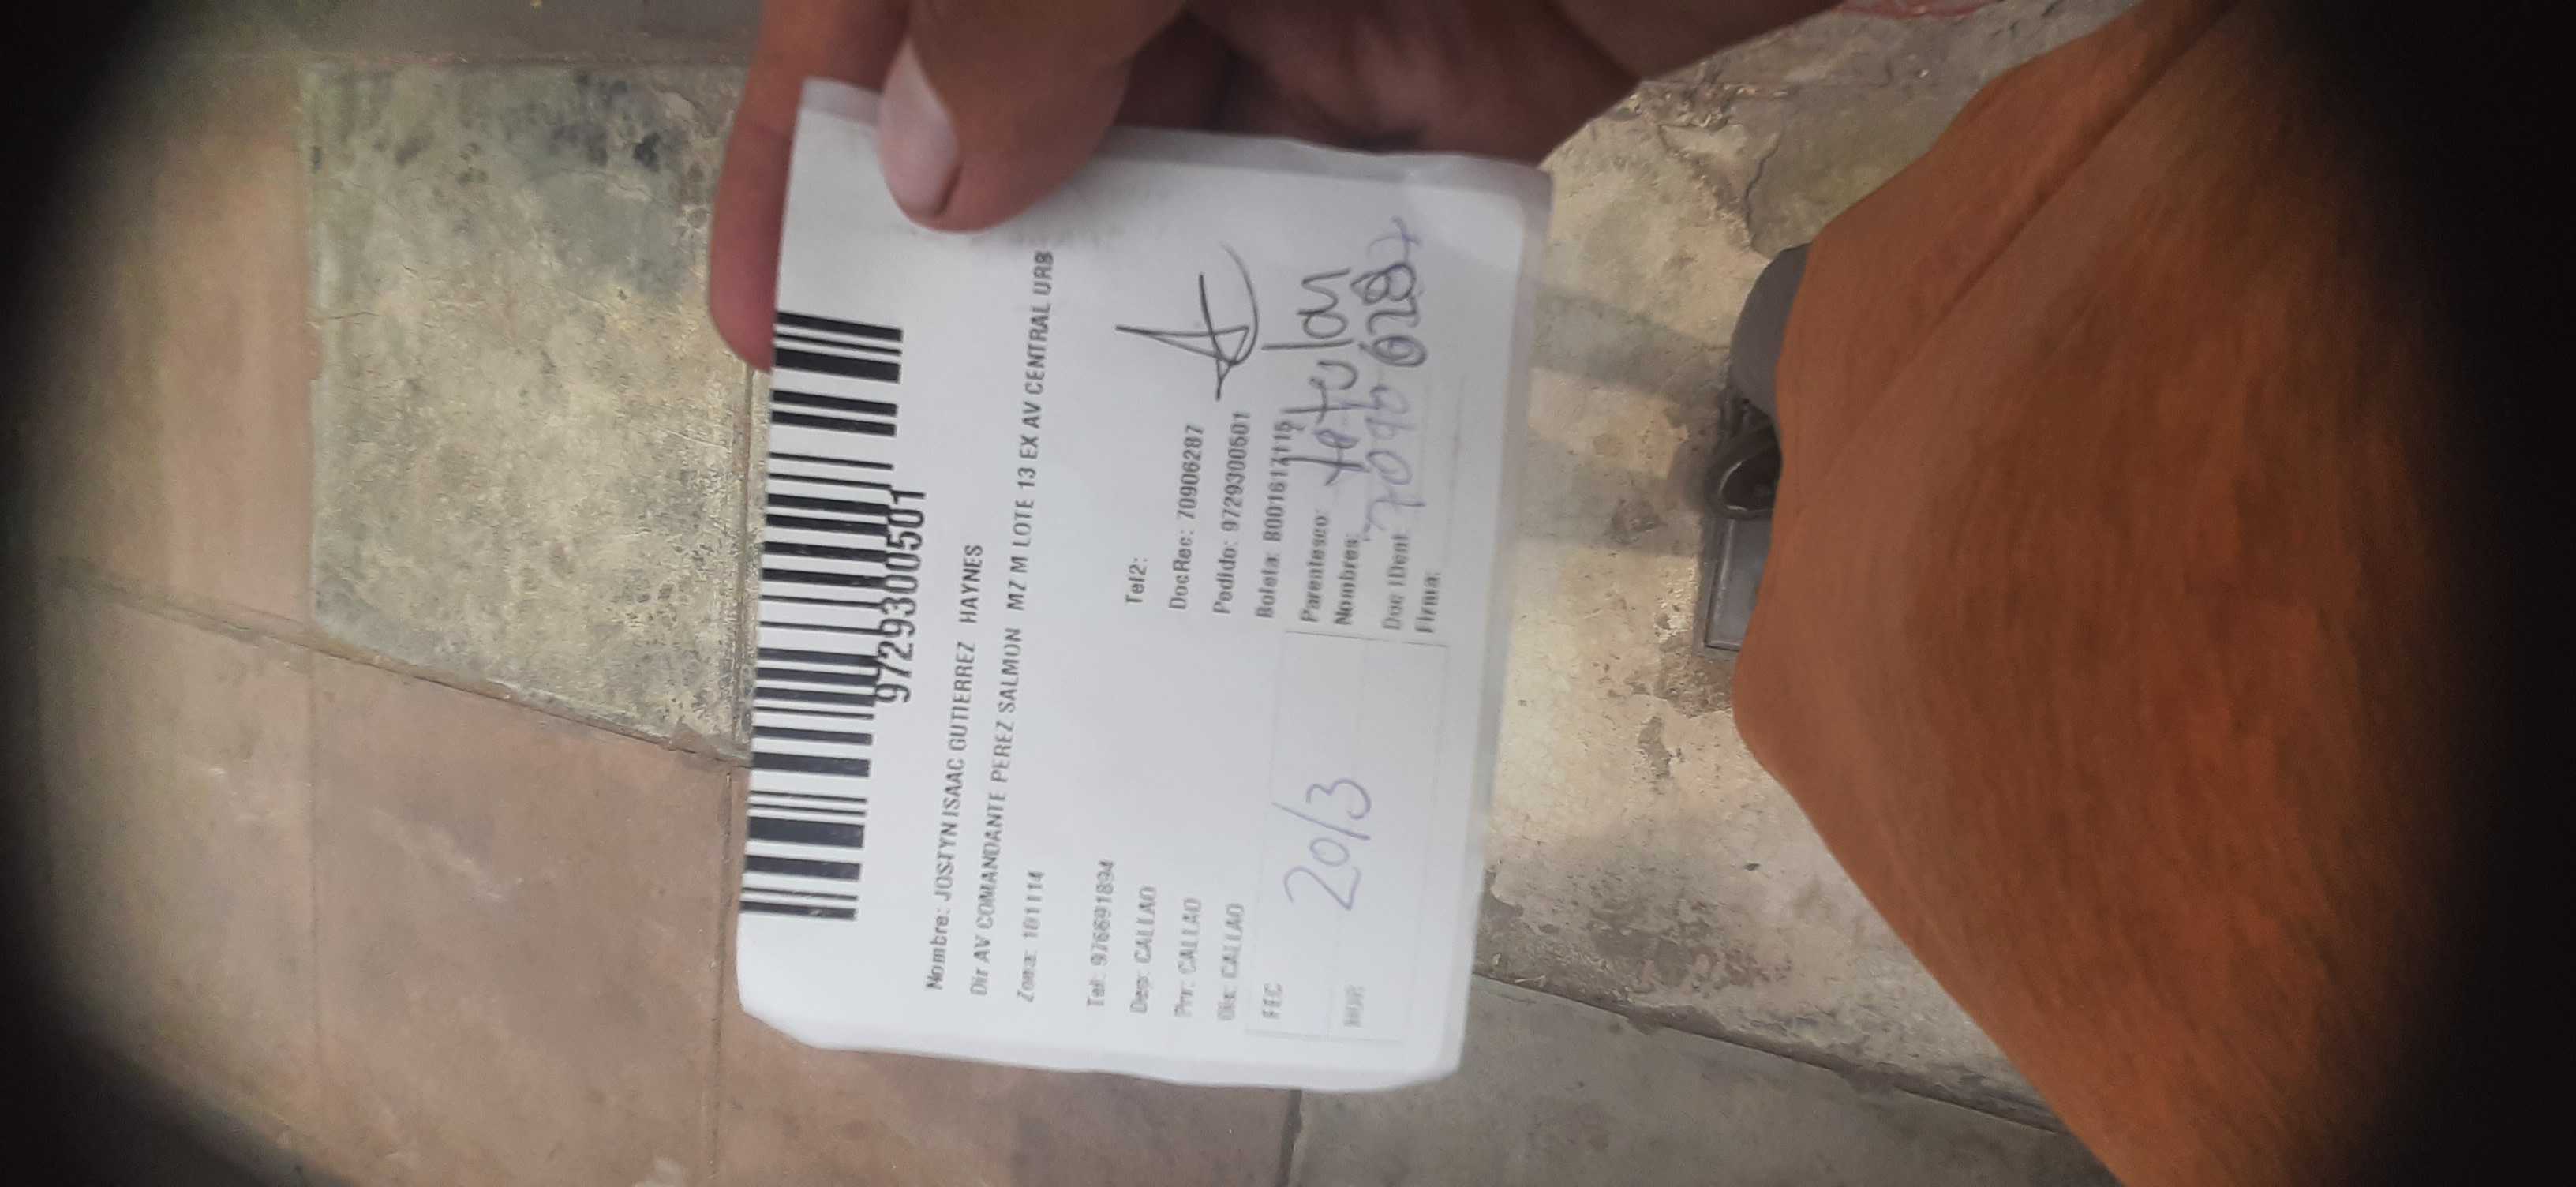 9729300501
Nombre: JOSTYN ISAAC GUTIERREZ HAYNES
Dir AV COMANDANTE PEREZ SALMON MZ M LOTE 13 EX AV CENTRAL URB
Zona: 101114
Tel: 976691894 Tel2:
Dep: CALLAO DocRec: 70906287
Prv: CALLAO Pedido: 9729300501
Dis: CALLAO Boleta:
FEC 20/3 Parentesco: titular
Nombres:
Doc IDent
Firma: